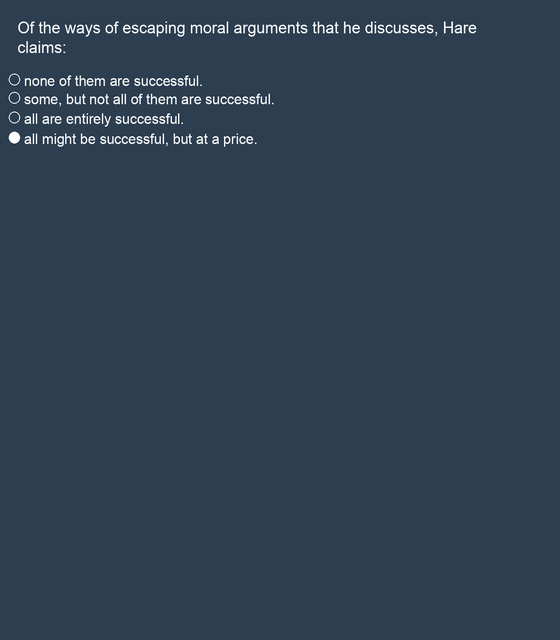 Of the ways of escaping moral arguments that he discusses, Hare
claims:
none of them are successful.
some, but not all of them are successful.
all are entirely successful.
all might be successful, but at a price.